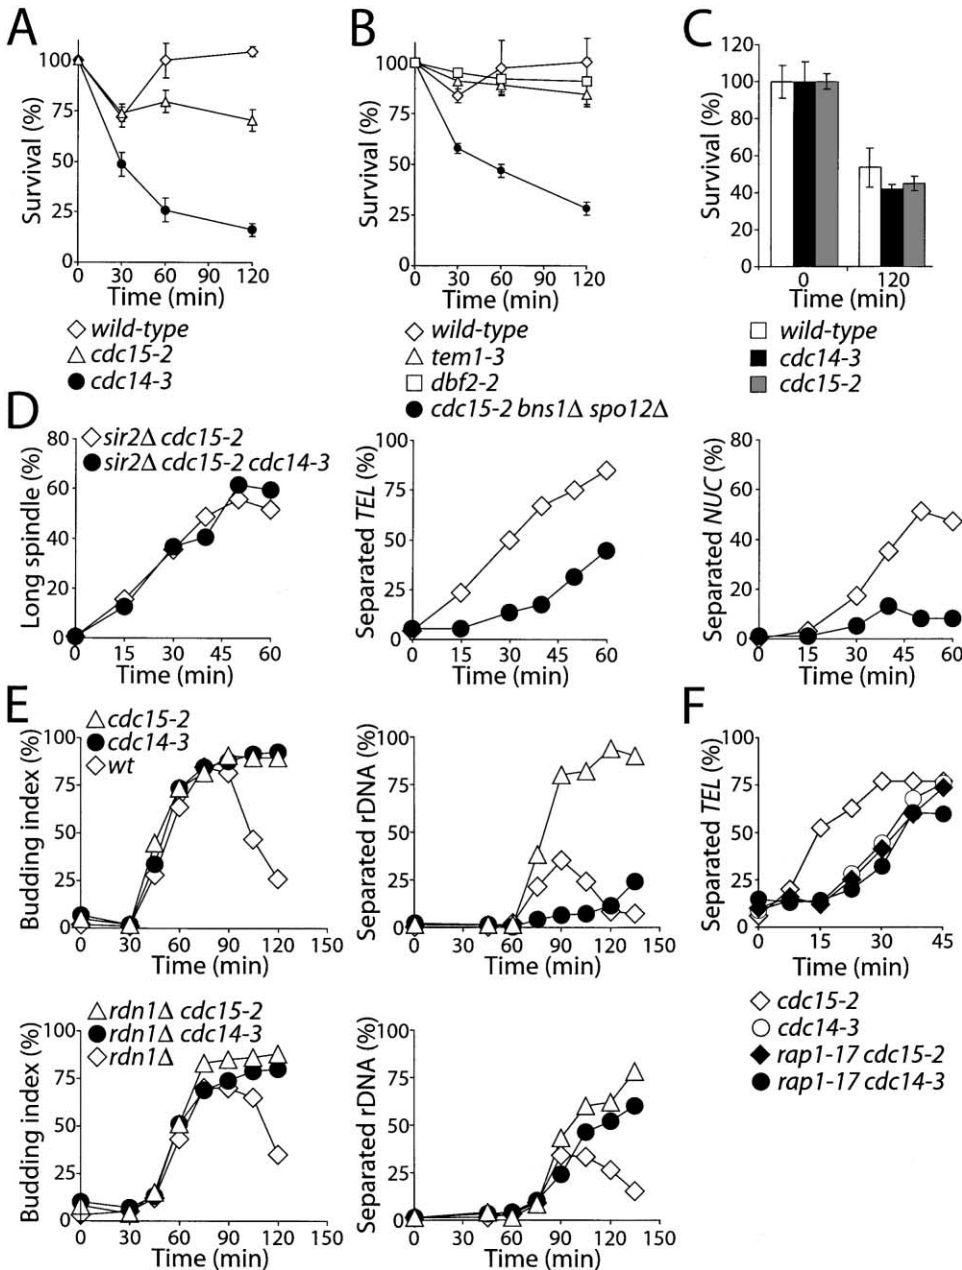 A
Survival (%)
100
75
50
25
0
0 30 60 90 120
Time (min)
wild-type
cdc15-2
cdc14-3
B
Survival (%)
100
75
50
25
0
0 30 60 90 120
Time (min)
wild-type
tem1-3
dbf2-2
cdc15-2 bns1Δ spo12Δ
C
Survival (%)
120
100
80
60
40
20
0
0 120
Time (min)
wild-type
cdc14-3
cdc15-2
D
sir2Δ cdc15-2
sir2Δ cdc15-2 cdc14-3
Long spindle (%)
80
60
40
20
0
0 15 30 45 60
Time (min)
Separated TEL (%)
100
75
50
25
0
0 15 30 45 60
Time (min)
Separated NUC (%)
80
60
40
20
0
0 15 30 45 60
Time (min)
E
cdc15-2
cdc14-3
wt
Budding index (%)
100
75
50
25
0
0 30 60 90 120 150
Time (min)
Separated rDNA (%)
100
75
50
25
0
0 30 60 90 120 150
Time (min)
rdn1Δ cdc15-2
rdn1Δ cdc14-3
rdn1Δ
Budding index (%)
100
75
50
25
0
0 30 60 90 120 150
Time (min)
Separated rDNA (%)
100
75
50
25
0
0 30 60 90 120 150
Time (min)
F
Separated TEL (%)
100
75
50
25
0
0 15 30 45
Time (min)
cdc15-2
cdc14-3
rap1-17 cdc15-2
rap1-17 cdc14-3